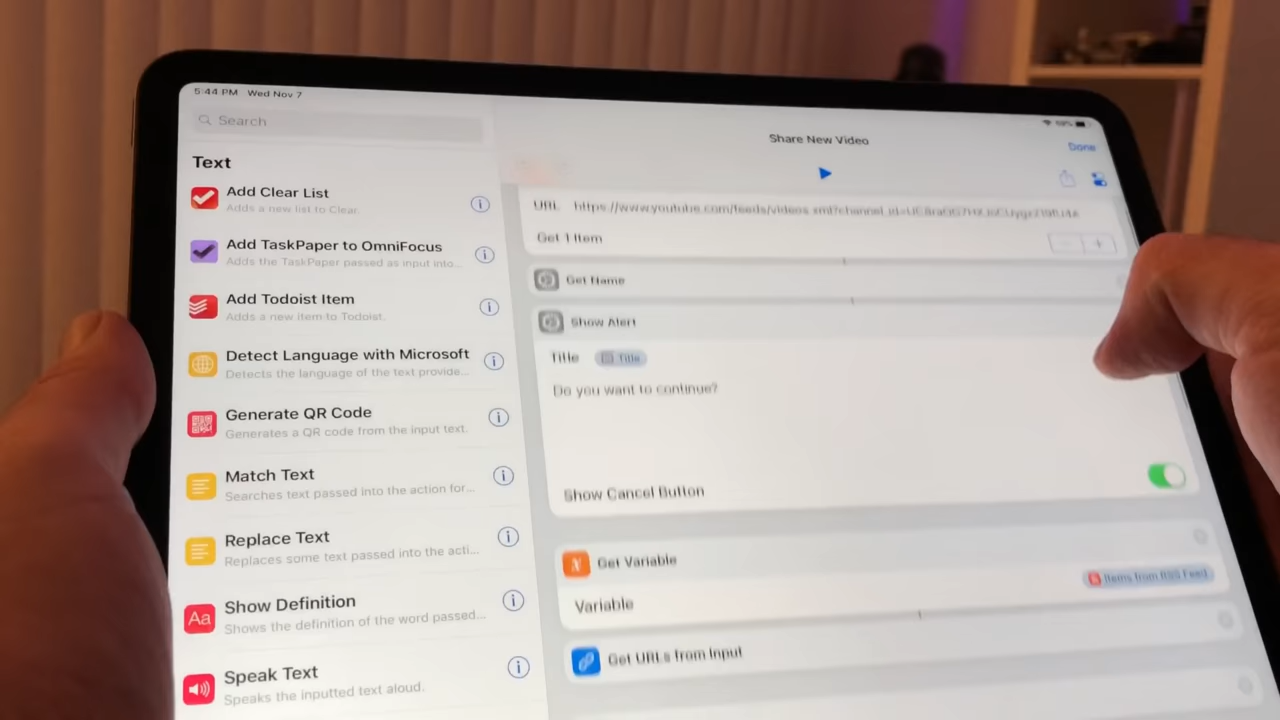 5:44 PM Wed Nov 7
Search
Text
Add Clear List
Adds a new list to Clear.
Add TaskPaper to OmniFocus
Adds the TaskPaper passed as input into...
Add Todoist Item
Adds a new item to Todoist.
Detect Language with Microsoft
Detects the language of the text provide...
Generate QR Code
Generates a QR code from the input text.
Match Text
Searches text passed into the action for...
Replace Text
Replaces some text passed into the acti...
Show Definition
Shows the definition of the word passed...
Speak Text
Speaks the inputted text aloud.
Share New Video
Done
URL
Get 1 Item
Get Name
Show Alert
Title Title
Do you want to continue?
Show Cancel Button
Get Variable
Variable Items from RSS Feed
Get URLs from Input